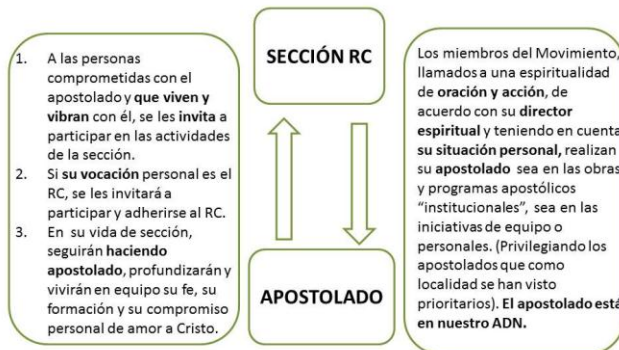 1. A las personas
comprometidas con el
apostolado y que viven y
vibran con él, se les invita a
participar en las actividades
de la sección.
2. Si su vocación personal es el
RC, se les invitará a
participar y adherirse al RC.
3. En su vida de sección,
seguirán haciendo
apostolado, profundizarán y
vivirán en equipo su fe, su
formación y su compromiso
personal de amor a Cristo.
SECCIÓN RC
APOSTOLADO
Los miembros del Movimiento,
llamados a una espiritualidad
de oración y acción, de
acuerdo con su director
espiritual y teniendo en cuenta
su situación personal, realizan
su apostolado sea en las obras
y programas apostólicos
"institucionales", sea en las
iniciativas de equipo o
personales. (Privilegiando los
apostolados que como
localidad se han visto
prioritarios). El apostolado está
en nuestro ADN.